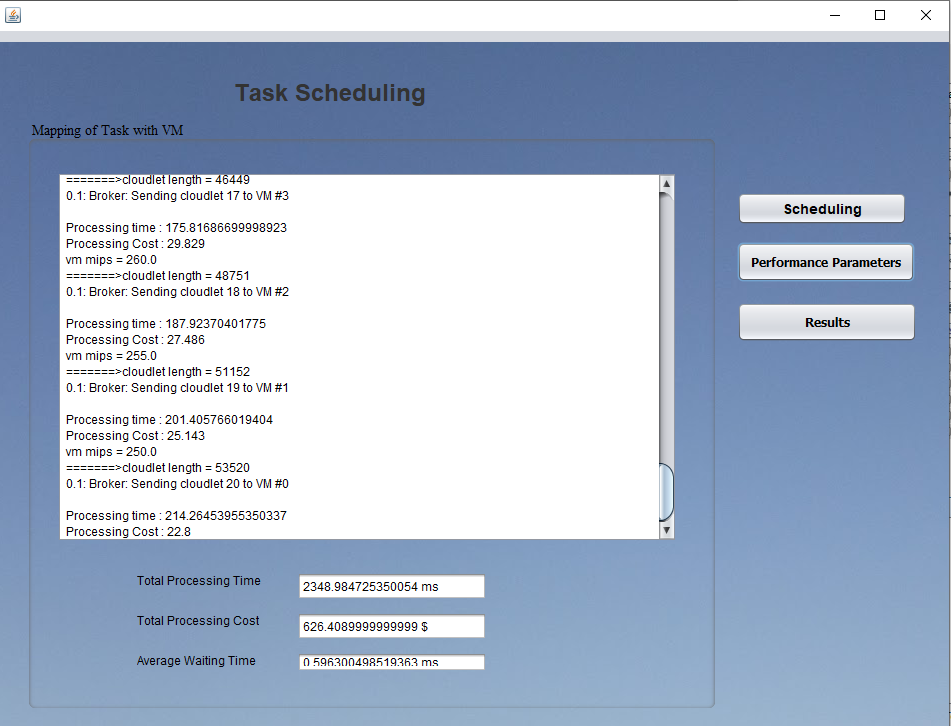 Task Scheduling
Mapping of Task with VM
=======>cloudlet length = 46449
0.1: Broker: Sending cloudlet 17 to VM #3
Processing time : 175.81686699998923
Processing Cost : 29.829
vm mips = 260.0
=======>cloudlet length = 48751
0.1: Broker: Sending cloudlet 18 to VM #2
Processing time : 187.92370401775
Processing Cost : 27.486
vm mips = 255.0
=======>cloudlet length = 51152
0.1: Broker: Sending cloudlet 19 to VM #1
Processing time : 201.405766019404
Processing Cost : 25.143
vm mips = 250.0
=======>cloudlet length = 53520
0.1: Broker: Sending cloudlet 20 to VM #0
Processing time : 214.26453955350337
Processing Cost : 22.8
Total Processing Time
2348.984725350054 ms
Total Processing Cost
626.4089999999999 $
Average Waiting Time
0.596300498519363 ms
Scheduling
Performance Parameters
Results